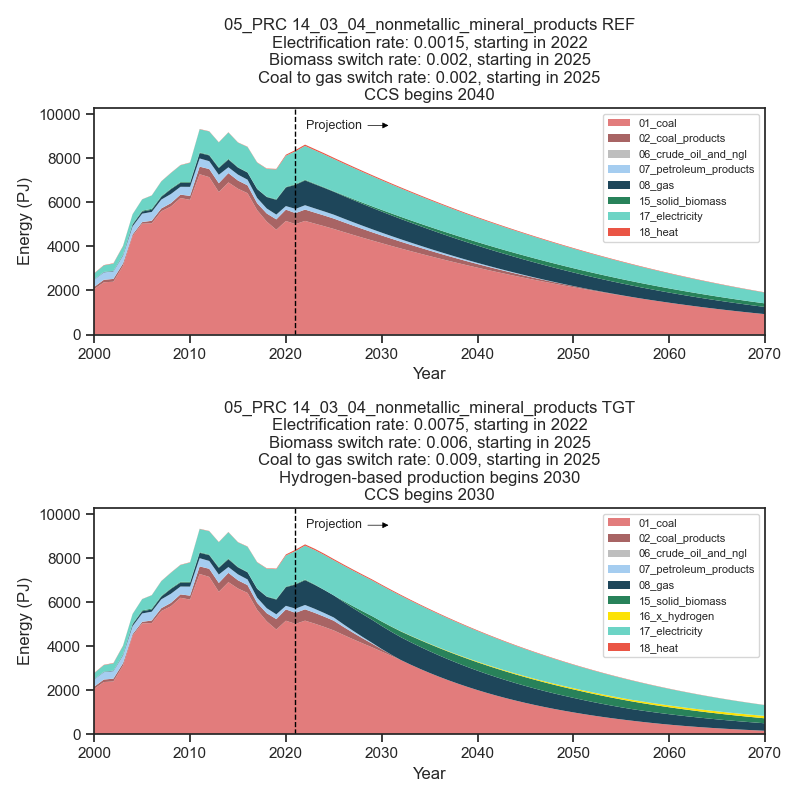 05_PRC 14_03_04_nonmetallic_mineral_products REF
Electrification rate: 0.0015, starting in 2022
Biomass switch rate: 0.002, starting in 2025
Coal to gas switch rate: 0.002, starting in 2025
CCS begins 2040
10000
8000
6000
4000
2000
0
Energy (PJ)
Projection
01_coal
02_coal_products
06_crude_oil_and_ngl
07_petroleum_products
08_gas
15_solid_biomass
17_electricity
18_heat
2000 2010 2020 2030 2040 2050 2060 2070
Year
05_PRC 14_03_04_nonmetallic_mineral_products TGT
Electrification rate: 0.0075, starting in 2022
Biomass switch rate: 0.006, starting in 2025
Coal to gas switch rate: 0.009, starting in 2025
Hydrogen-based production begins 2030
CCS begins 2030
10000
8000
6000
4000
2000
0
Energy (PJ)
Projection
01_coal
02_coal_products
06_crude_oil_and_ngl
07_petroleum_products
08_gas
15_solid_biomass
16_x_hydrogen
17_electricity
18_heat
2000 2010 2020 2030 2040 2050 2060 2070
Year